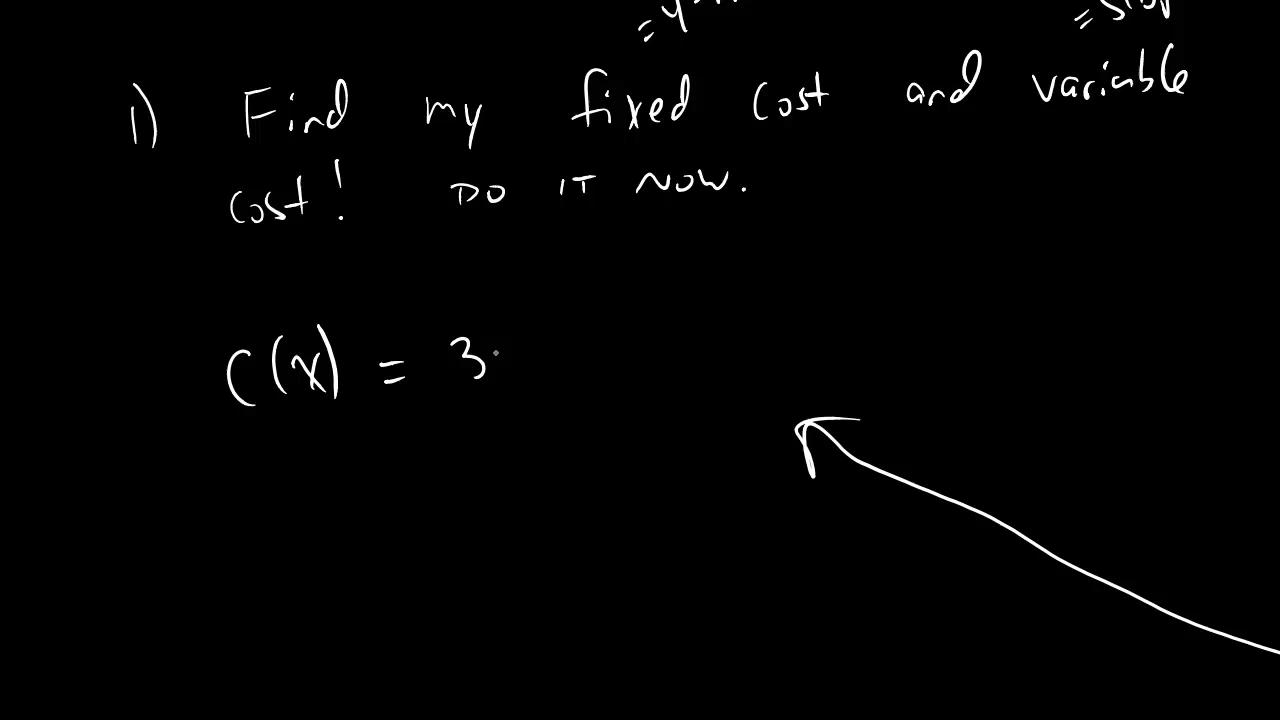 1) Find my fixed cost and variable
cost! DO IT NOW.
C(x) = 3